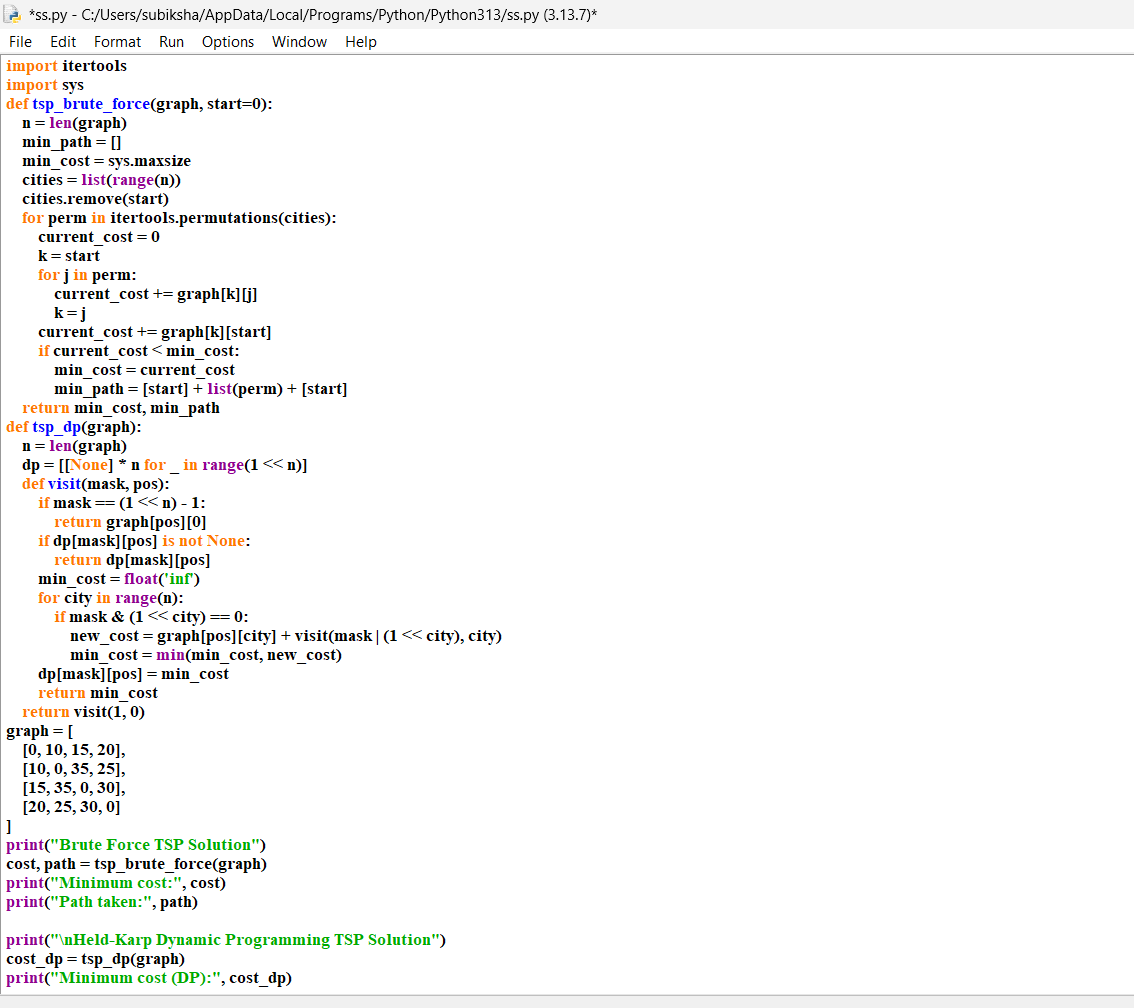 *ss.py - C:/Users/subiksha/AppData/Local/Programs/Python/Python313/ss.py (3.13.7)*
File Edit Format Run Options Window Help
import itertools
import sys
def tsp_brute_force(graph, start=0):
    n = len(graph)
    min_path = []
    min_cost = sys.maxsize
    cities = list(range(n))
    cities.remove(start)
    for perm in itertools.permutations(cities):
        current_cost = 0
        k = start
        for j in perm:
            current_cost += graph[k][j]
            k = j
        current_cost += graph[k][start]
        if current_cost < min_cost:
            min_cost = current_cost
            min_path = [start] + list(perm) + [start]
    return min_cost, min_path
def tsp_dp(graph):
    n = len(graph)
    dp = [[None] * n for _ in range(1 << n)]
    def visit(mask, pos):
        if mask == (1 << n) - 1:
            return graph[pos][0]
        if dp[mask][pos] is not None:
            return dp[mask][pos]
        min_cost = float('inf')
        for city in range(n):
            if mask & (1 << city) == 0:
                new_cost = graph[pos][city] + visit(mask | (1 << city), city)
                min_cost = min(min_cost, new_cost)
        dp[mask][pos] = min_cost
        return min_cost
    return visit(1, 0)
graph = [
    [0, 10, 15, 20],
    [10, 0, 35, 25],
    [15, 35, 0, 30],
    [20, 25, 30, 0]
]
print("Brute Force TSP Solution")
cost, path = tsp_brute_force(graph)
print("Minimum cost:", cost)
print("Path taken:", path)

print("\nHeld-Karp Dynamic Programming TSP Solution")
cost_dp = tsp_dp(graph)
print("Minimum cost (DP):", cost_dp)